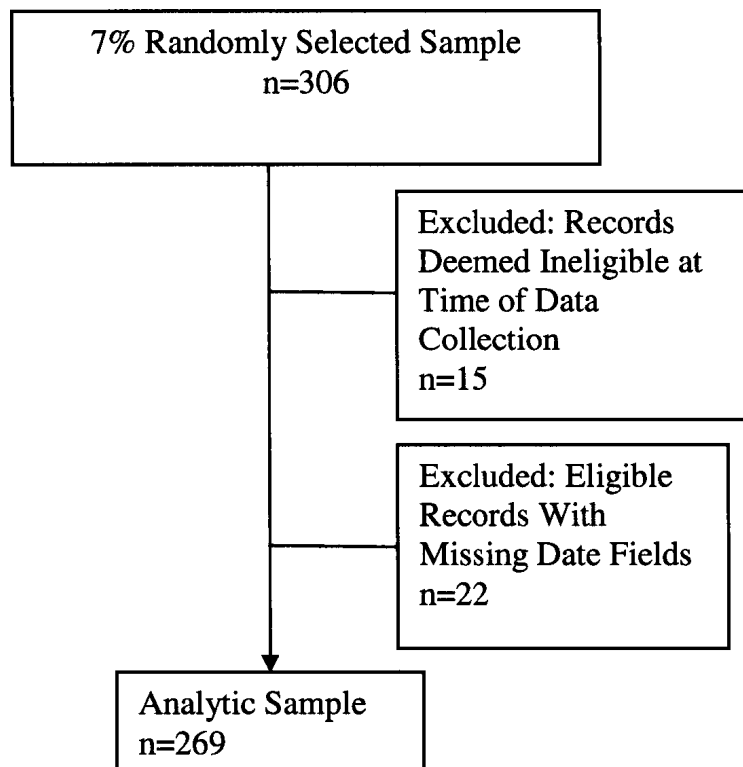 7% Randomly Selected Sample
n=306
Excluded: Records
Deemed Ineligible at
Time of Data
Collection
n=15
Excluded: Eligible
Records With
Missing Date Fields
n=22
Analytic Sample
n=269